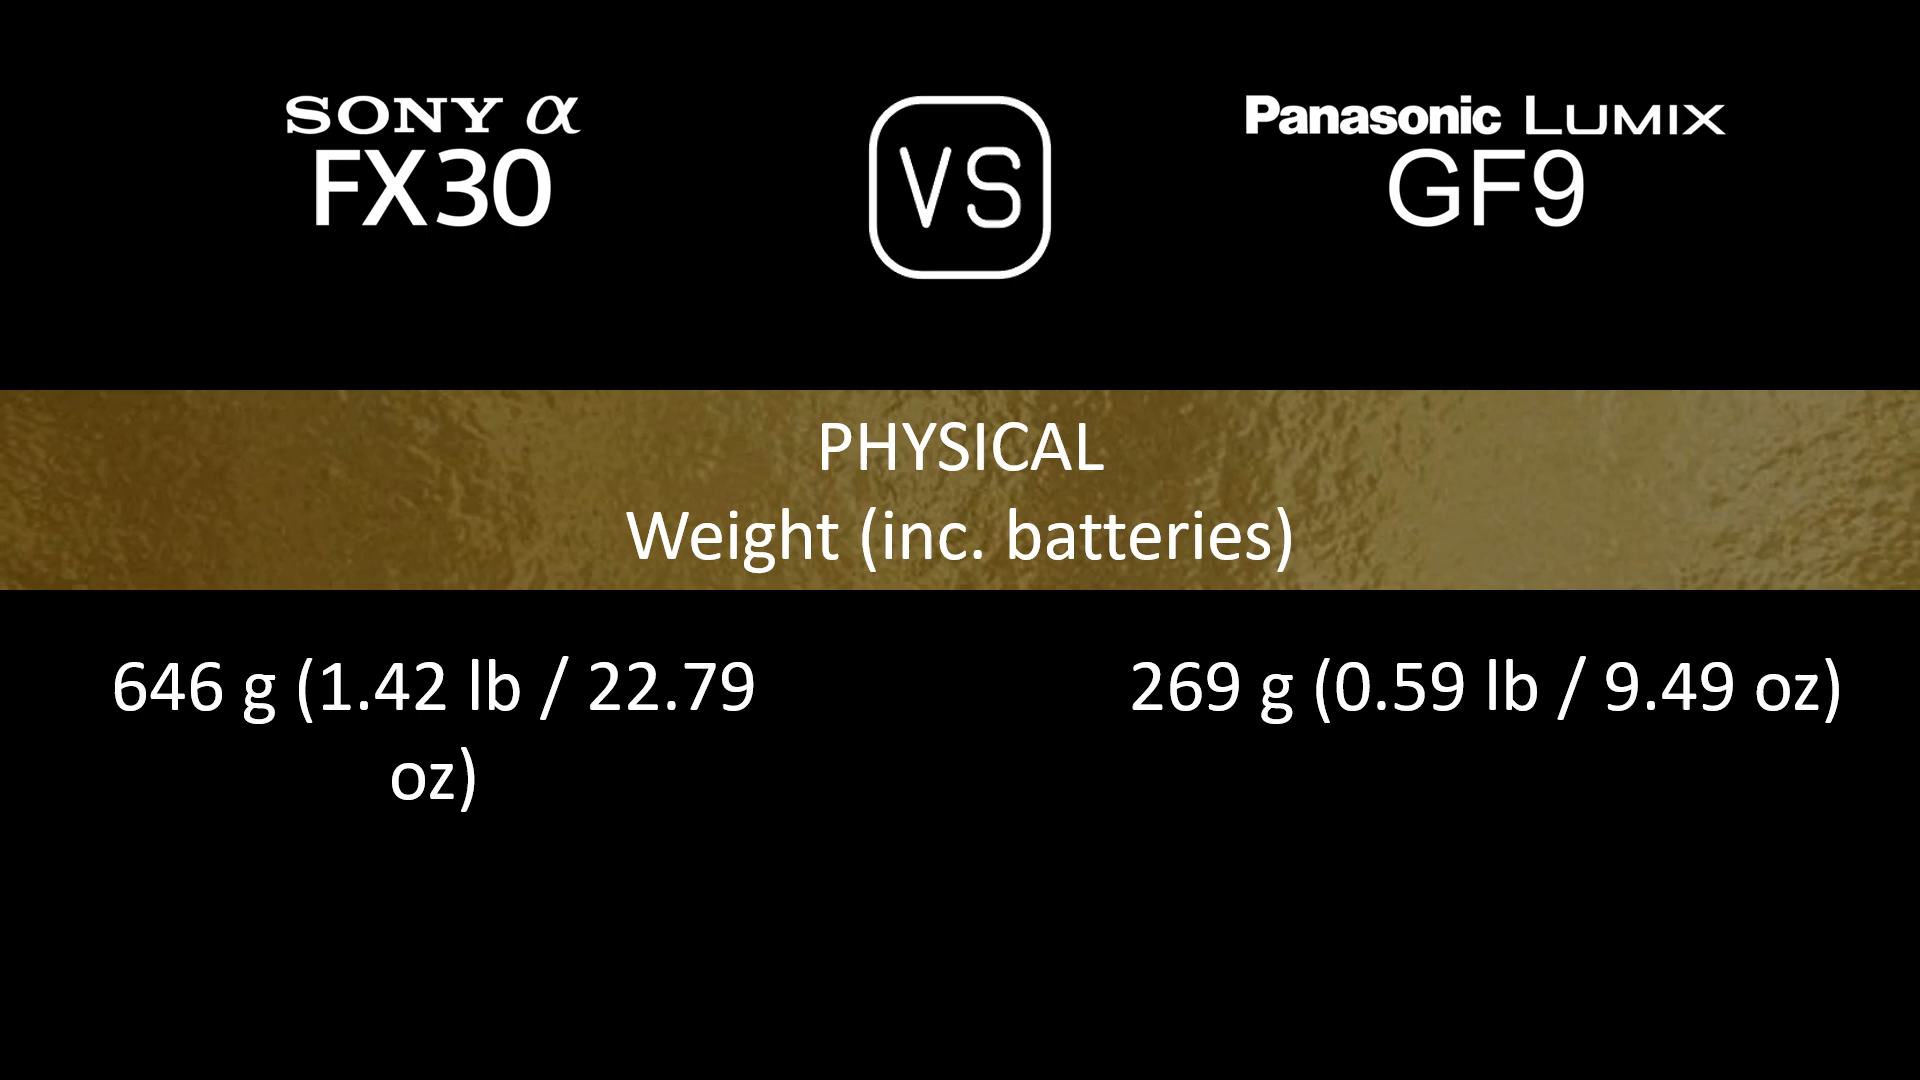 SONY α
FX30
VS
Panasonic LUMIX
GF9
PHYSICAL
Weight (inc. batteries)
646 g (1.42 lb / 22.79
oz)
269 g (0.59 lb / 9.49 oz)